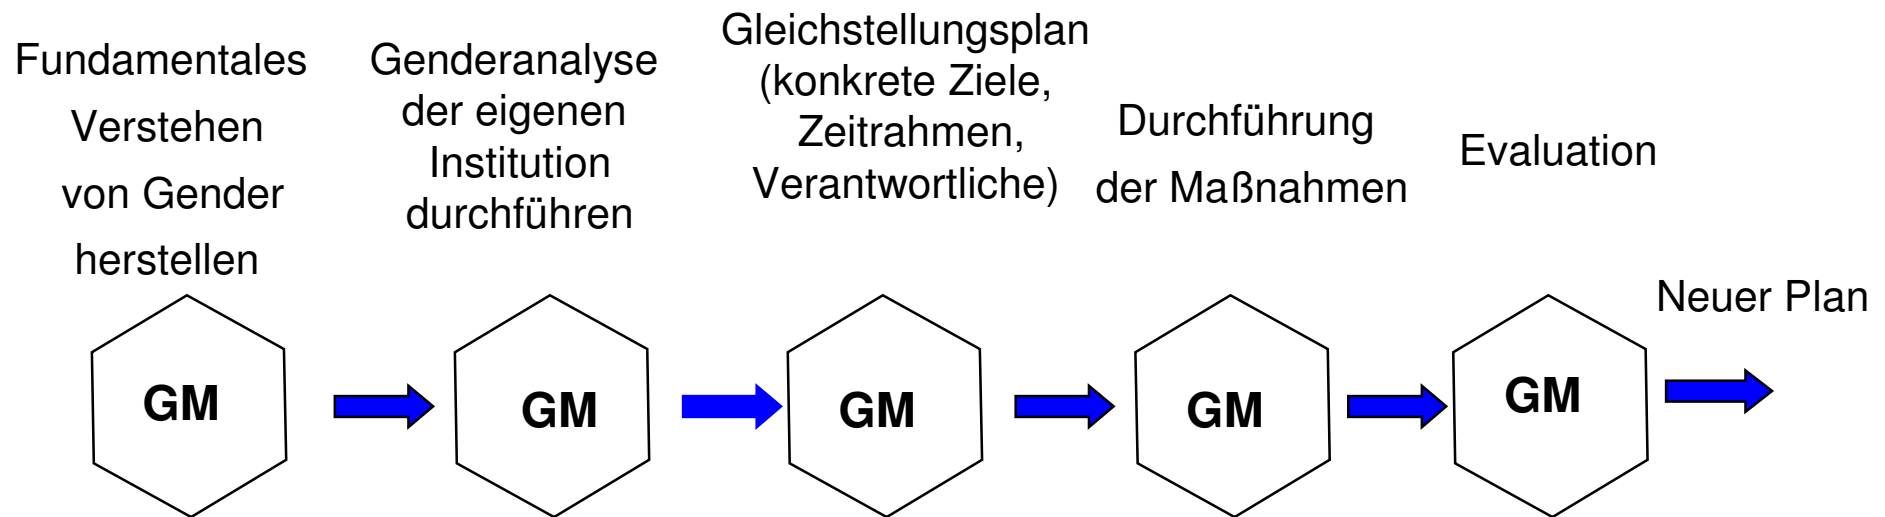 Fundamentales
Verstehen
von Gender
herstellen
Genderanalyse
der eigenen
Institution
durchführen
Gleichstellungsplan
(konkrete Ziele,
Zeitrahmen,
Verantwortliche)
Durchführung
der Maßnahmen
Evaluation
Neuer Plan
GM
GM
GM
GM
GM